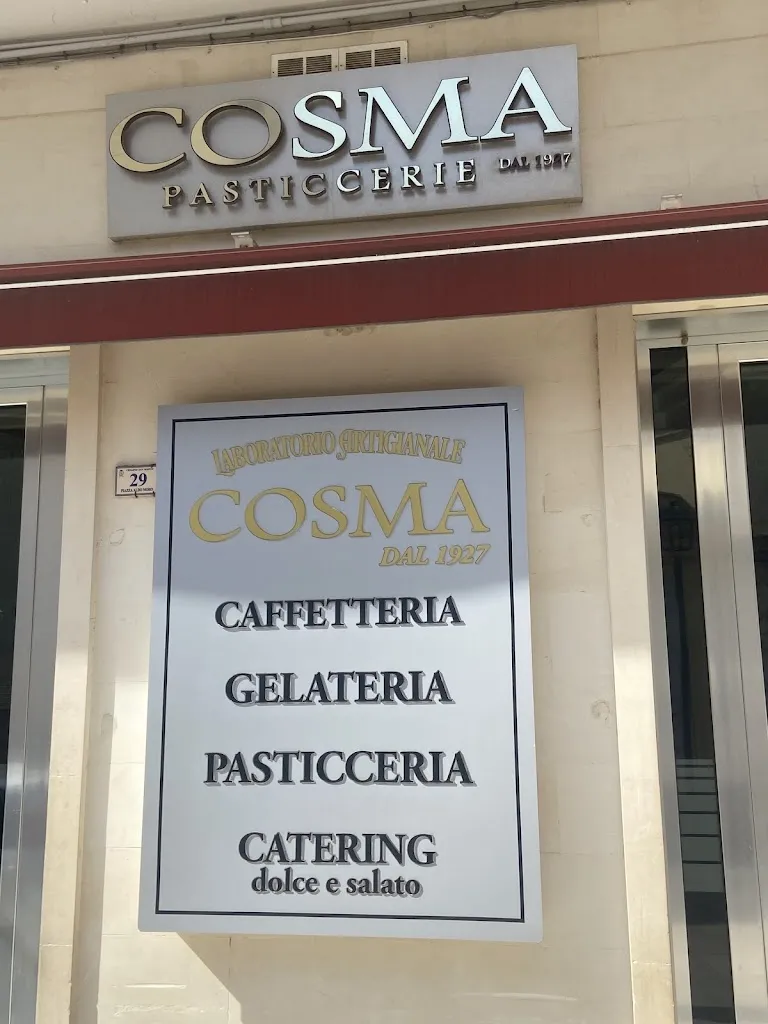 COSMA
PASTICCERIE DAL 1927
LABORATORIO ARTIGIANALE
COSMA
DAL 1927
29
CAFFETTERIA
GELATERIA
PASTICCERIA
CATERING
dolce e salato